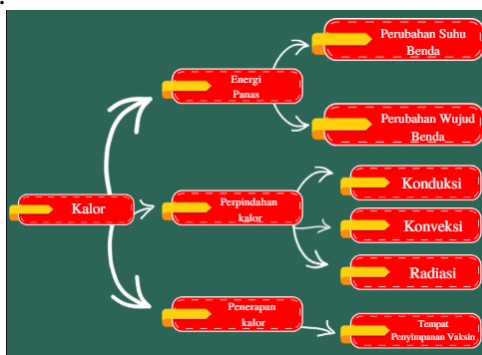 Perubahan Suhu
Benda
Energi
Panas
Perubahan Wujud
Benda
Kalor
Perpindahan
kalor
Konduksi
Konveksi
Radiasi
Penerapan
kalor
Tempat
Penyimpanan Vaksin